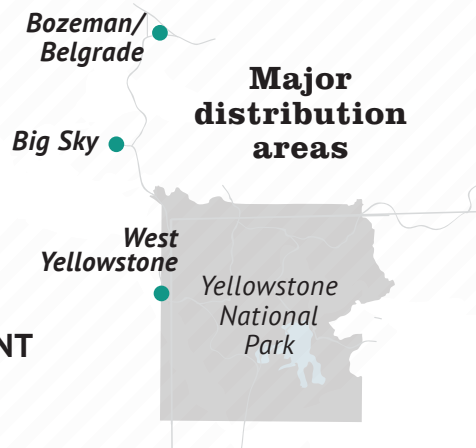 Bozeman/
Belgrade
Major
distribution
areas
Big Sky
West
Yellowstone
Yellowstone
National
Park
NT